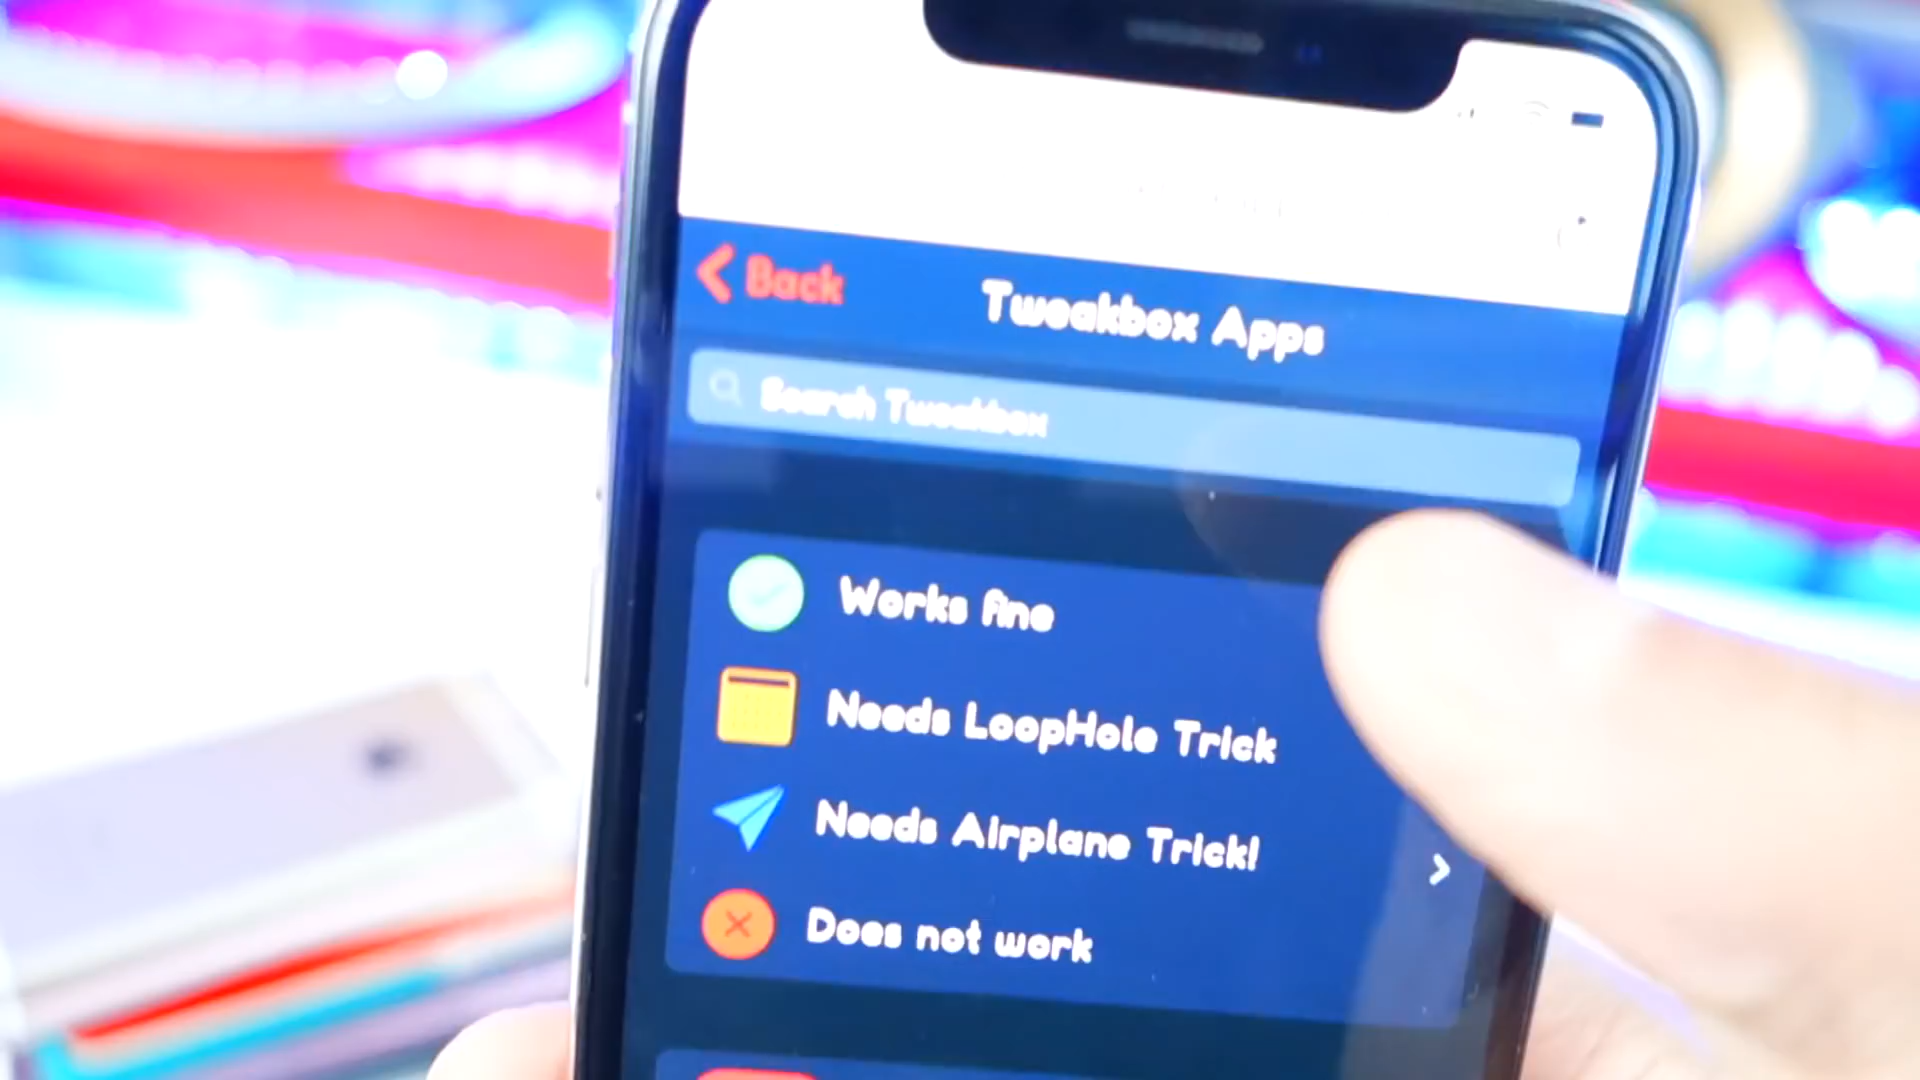 Back
Tweakbox Apps
Search Tweakbox
Works fine
Needs LoopHole Trick
Needs Airplane Trick!
Does not work